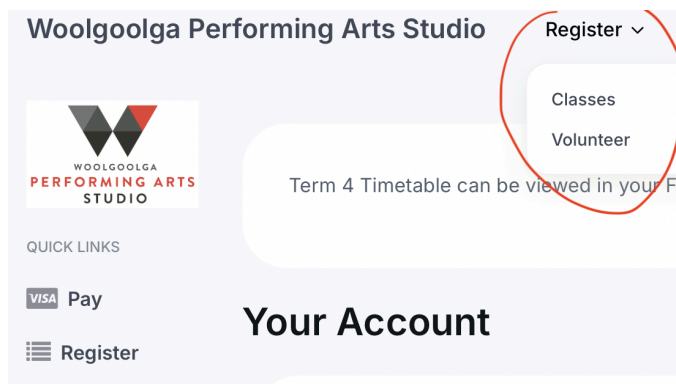 Woolgoolga Performing Arts Studio
Register
Classes
Volunteer
WOOLGOOLGA
PERFORMING ARTS
STUDIO
Term 4 Timetable can be viewed in your F
QUICK LINKS
VISA Pay
Register
Your Account